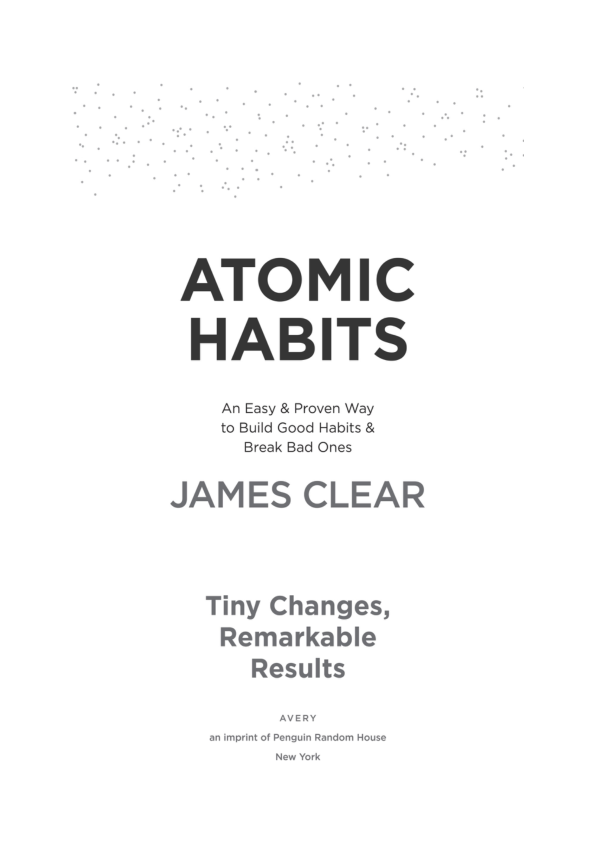 ATOMIC
HABITS
An Easy & Proven Way
to Build Good Habits &
Break Bad Ones
JAMES CLEAR
Tiny Changes,
Remarkable
Results
AVERY
an imprint of Penguin Random House
New York